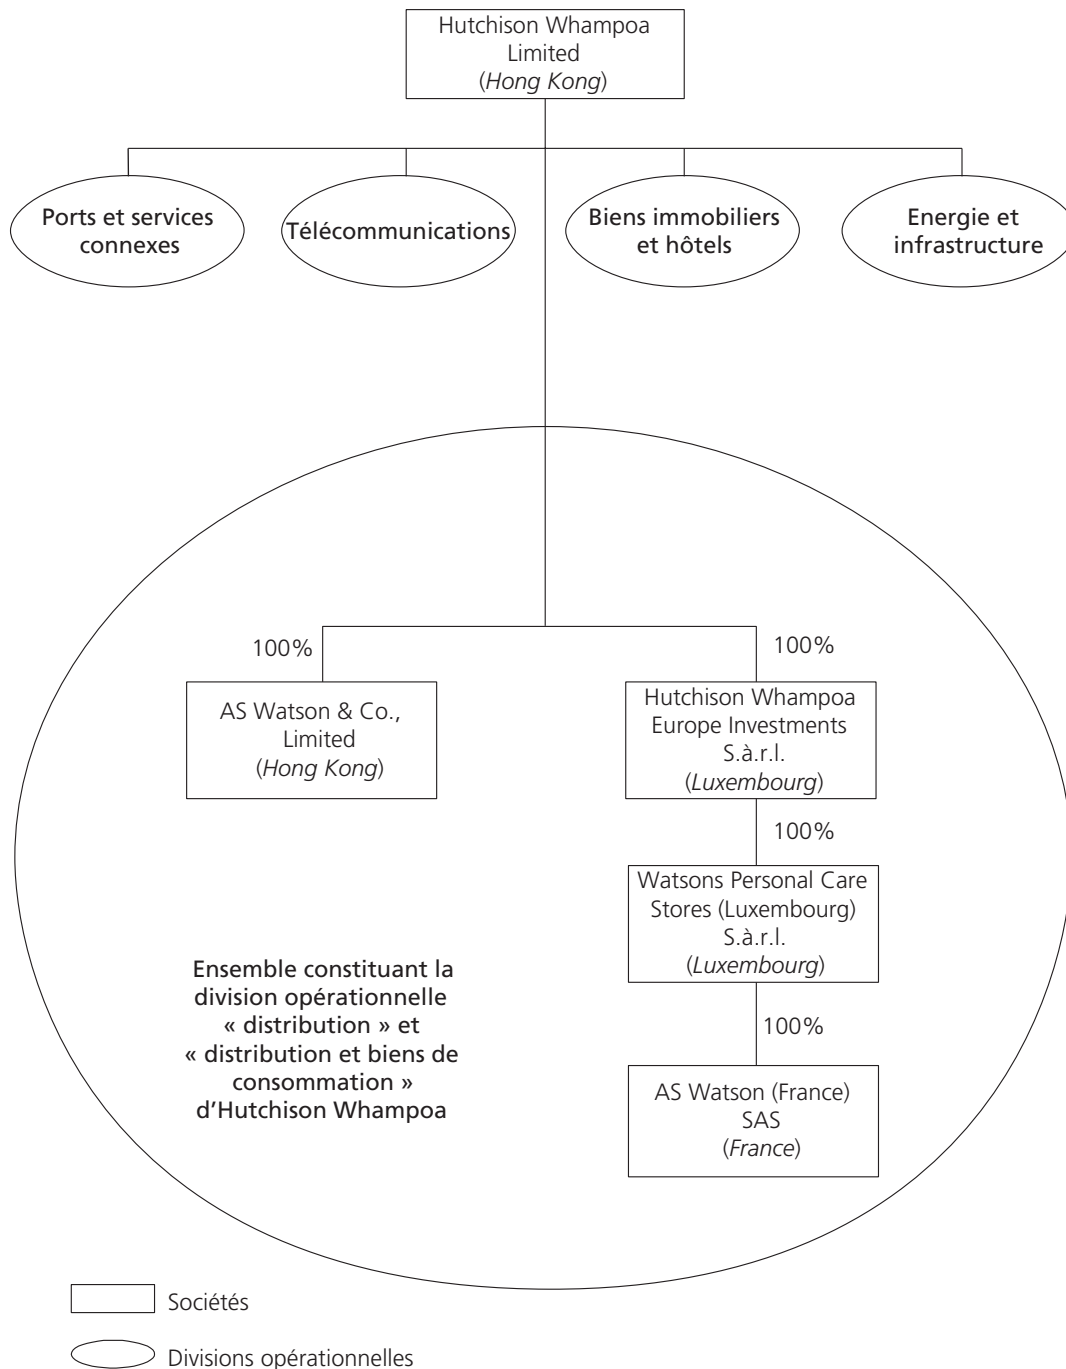 Hutchison Whampoa
Limited
(Hong Kong)
Ports et services
connexes
Télécommunications
Biens immobiliers
et hôtels
Energie et
infrastructure
100%
100%
AS Watson & Co.,
Limited
(Hong Kong)
Hutchison Whampoa
Europe Investments
S.à.r.l.
(Luxembourg)
100%
Watsons Personal Care
Stores (Luxembourg)
S.à.r.l.
(Luxembourg)
Ensemble constituant la
division opérationnelle
« distribution » et
« distribution et biens de
consommation »
d’Hutchison Whampoa
100%
AS Watson (France)
SAS
(France)
Sociétés
Divisions opérationnelles